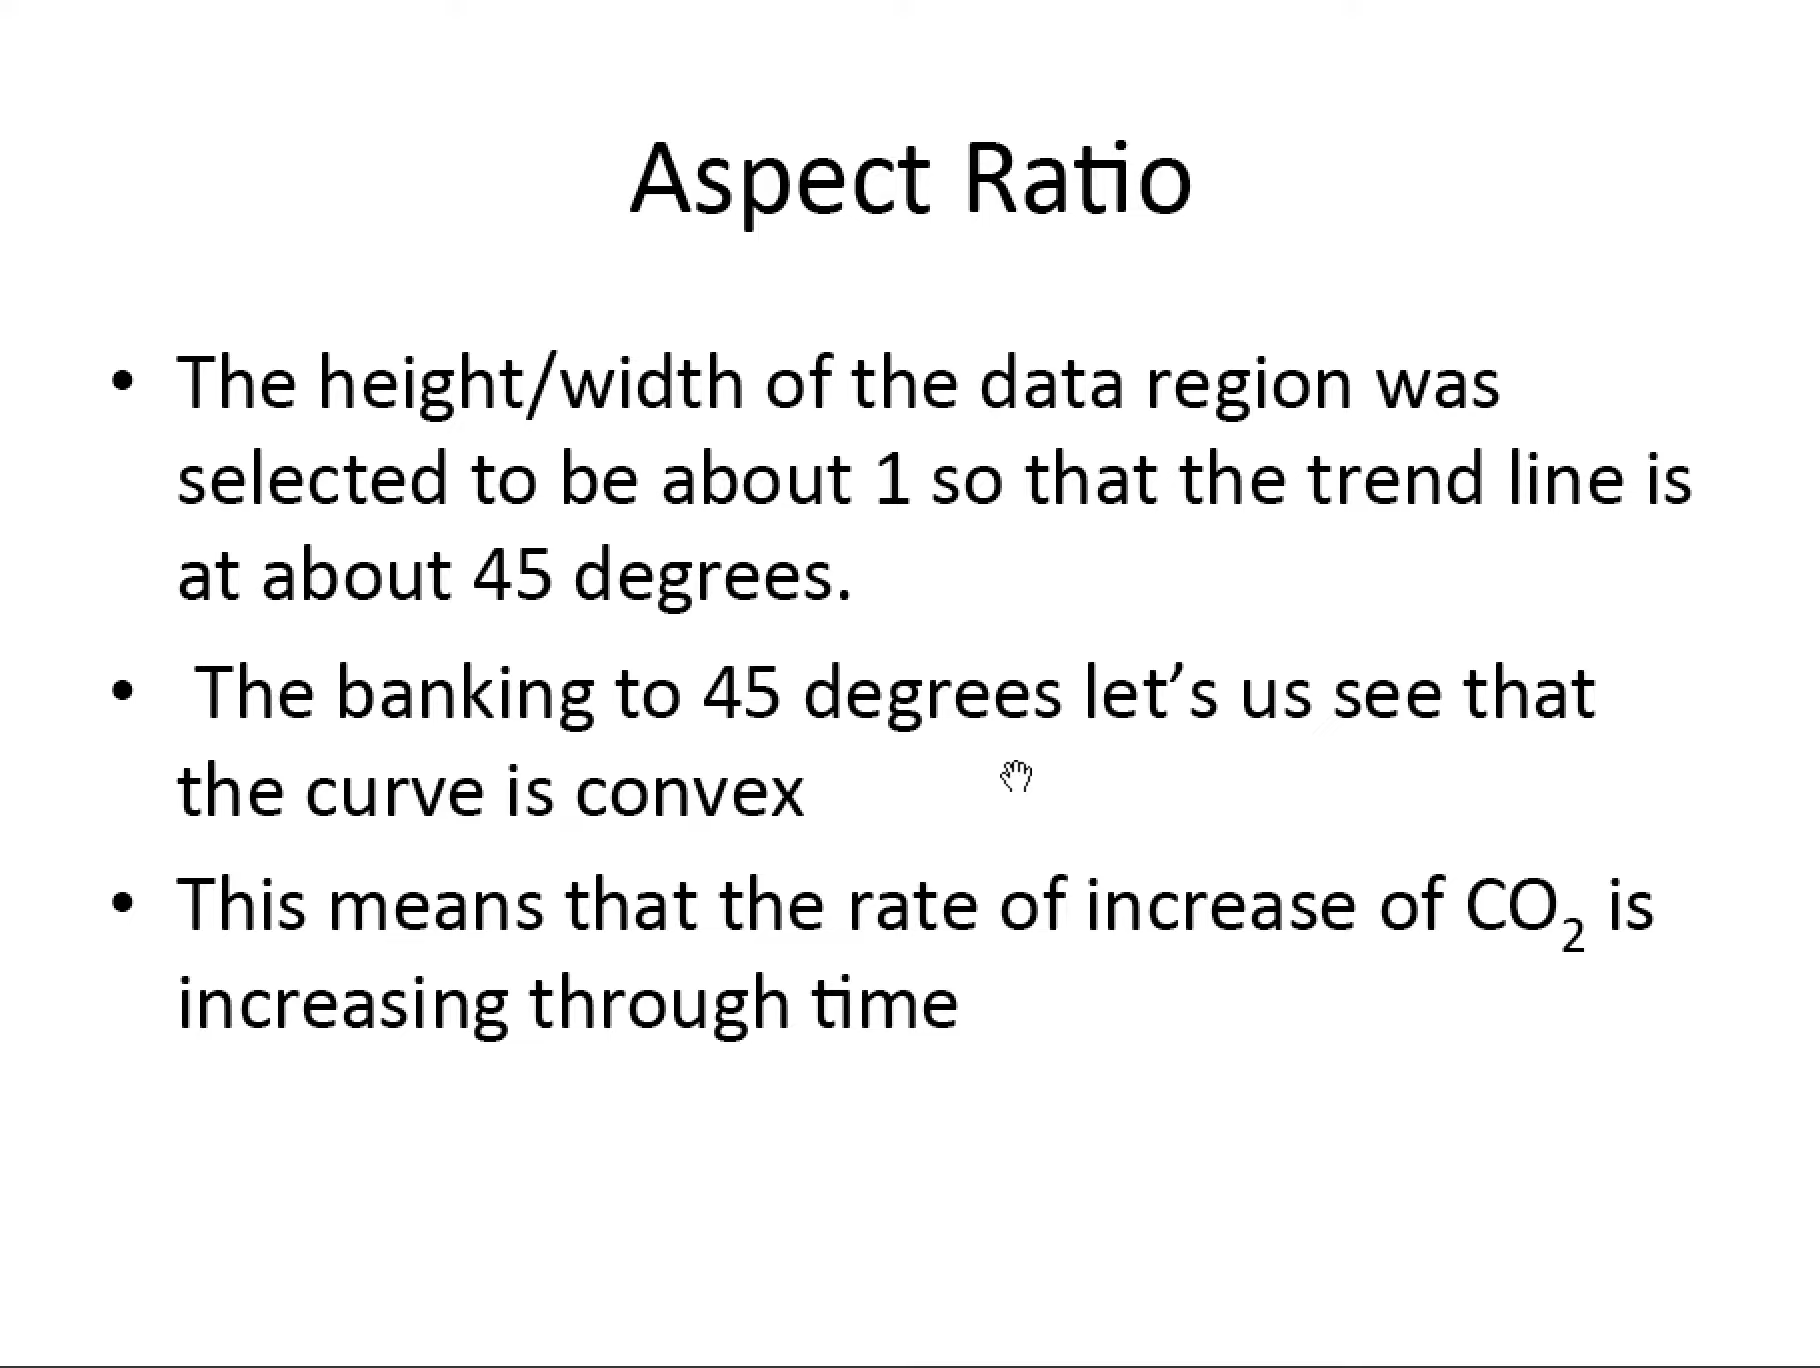 Aspect Ratio
• The height/width of the data region was
selected to be about 1 so that the trend line is
at about 45 degrees.
• The banking to 45 degrees let’s us see that
the curve is convex
• This means that the rate of increase of CO₂ is
increasing through time